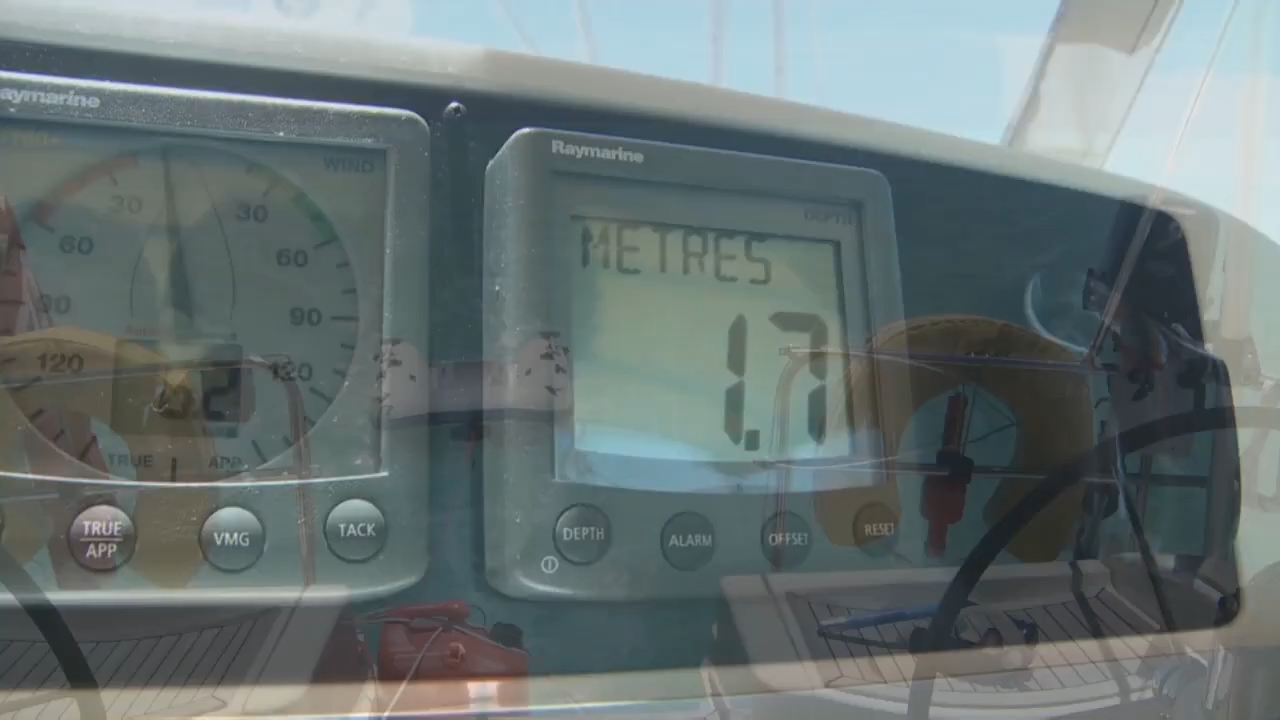 Raymarine
WIND
30 30
60 60
90 90
120 120
.2
TRUE APP
TRUE
APP
VMG
TACK
Raymarine
DEPTH
METRES
1.7
DEPTH
ALARM
OFFSET
RESET